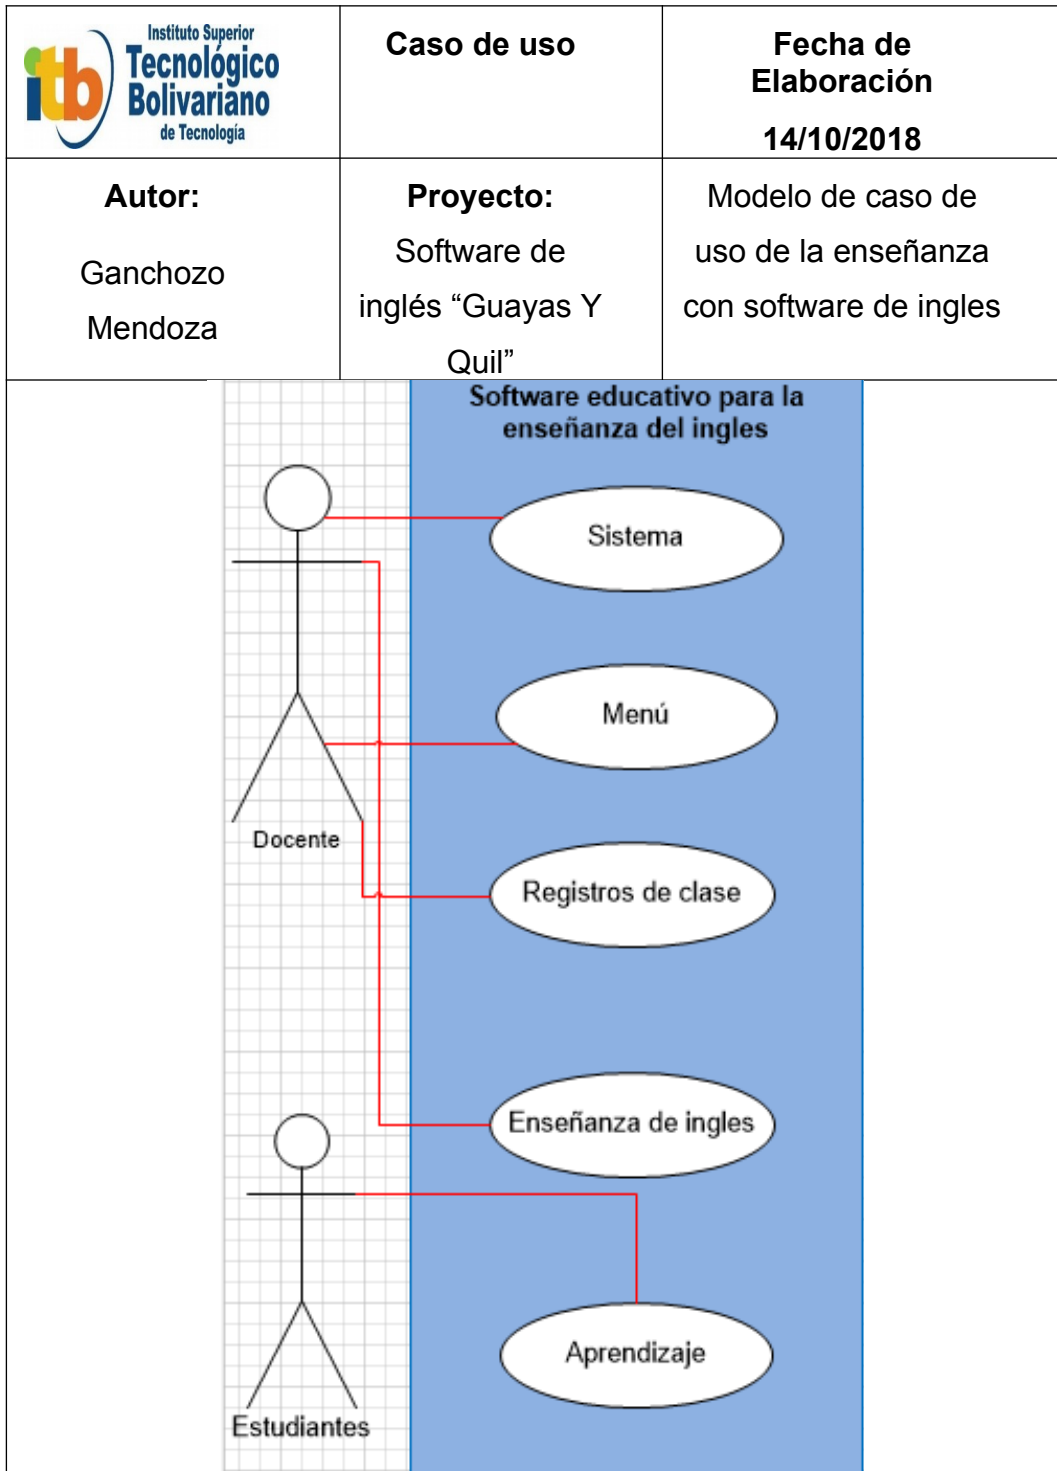 itb
Instituto Superior
Tecnológico
Bolivariano
de Tecnología
Caso de uso
Fecha de
Elaboración
14/10/2018
Autor:
Ganchozo
Mendoza
Proyecto:
Software de
inglés “Guayas Y
Quil”
Modelo de caso de
uso de la enseñanza
con software de ingles
Software educativo para la
enseñanza del ingles
Sistema
Menú
Docente
Registros de clase
Enseñanza de ingles
Aprendizaje
Estudiantes